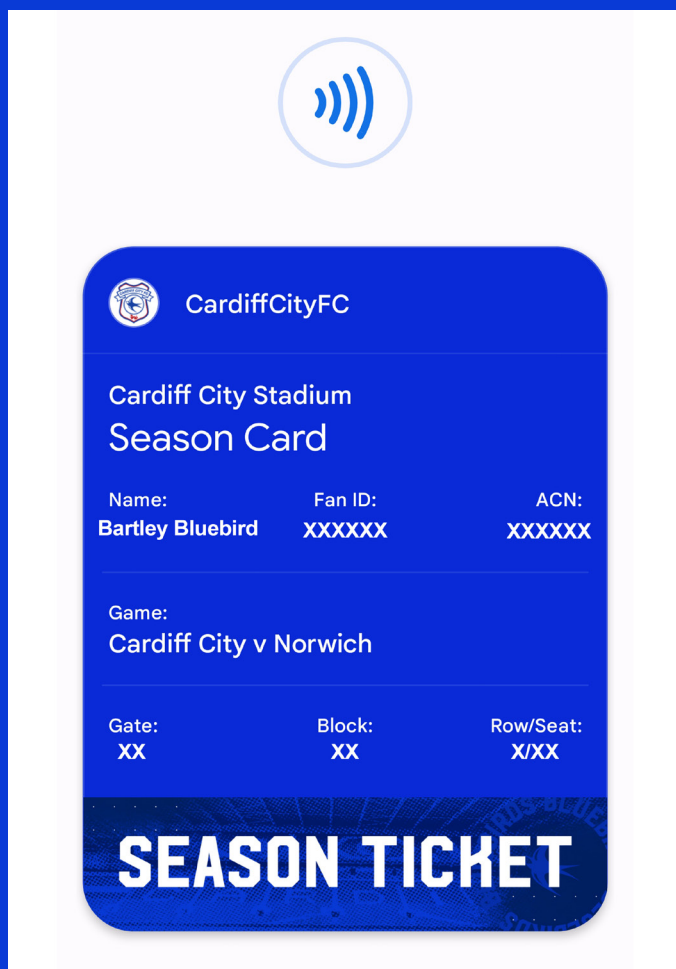 CardiffCityFC
Cardiff City Stadium
Season Card
Name: Fan ID: ACN:
Bartley Bluebird XXXXXX XXXXXX
Game:
Cardiff City v Norwich
Gate: Block: Row/Seat:
XX XX X/XX
SEASON TICKET